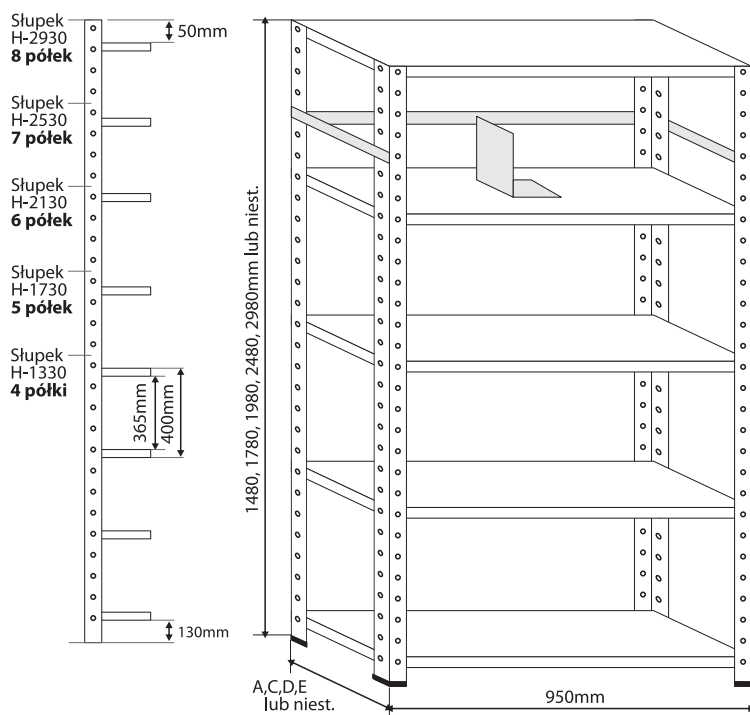 Słupek
H-2930
8 półek
Słupek
H-2530
7 półek
Słupek
H-2130
6 półek
Słupek
H-1730
5 półek
Słupek
H-1330
4 półki
50mm
365mm
400mm
130mm
1480, 1780, 1980, 2480, 2980mm lub niest.
A,C,D,E
lub niest.
950mm